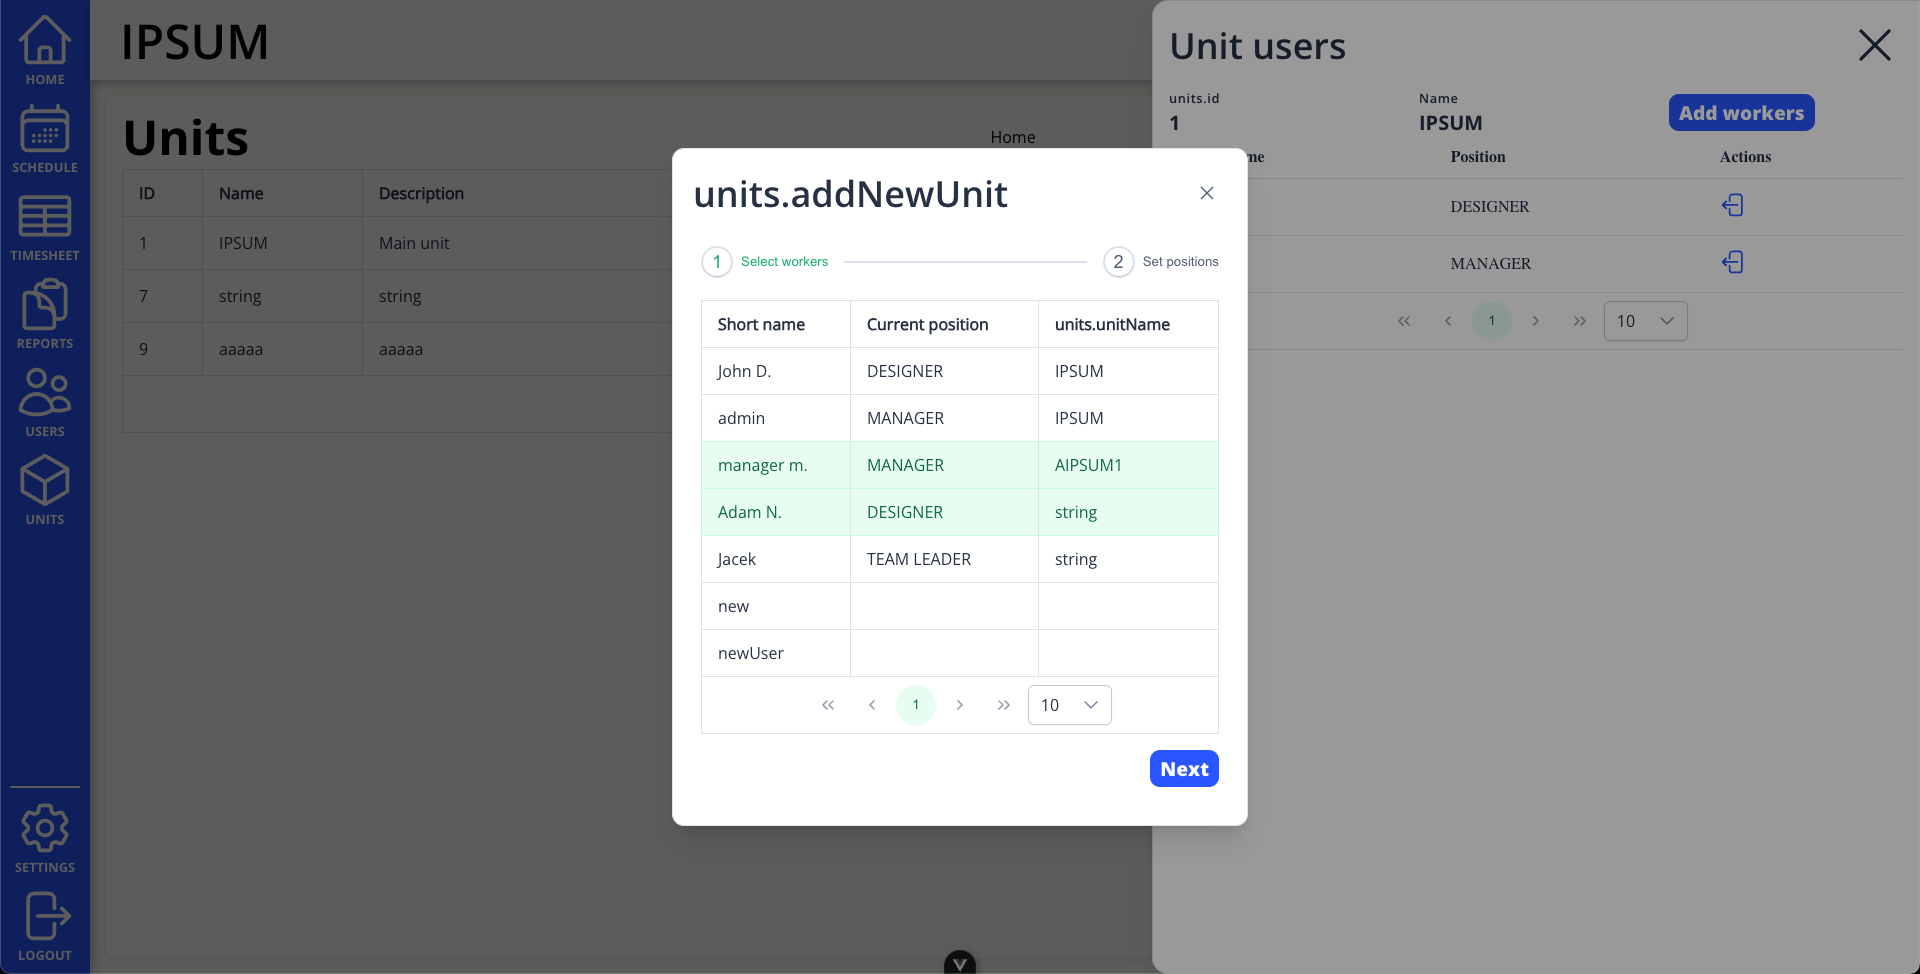 HOME
SCHEDULE
TIMESHEET
REPORTS
USERS
UNITS
SETTINGS
LOGOUT
IPSUM
Units
Home
ID Name Description
1 IPSUM Main unit
7 string string
9 aaaaa aaaaa
Unit users
units.id Name
1 IPSUM Add workers
Position Actions
DESIGNER
MANAGER
1 10
units.addNewUnit
1 Select workers 2 Set positions
Short name Current position units.unitName
John D. DESIGNER IPSUM
admin MANAGER IPSUM
manager m. MANAGER AIPSUM1
Adam N. DESIGNER string
Jacek TEAM LEADER string
new
newUser
1 10
Next